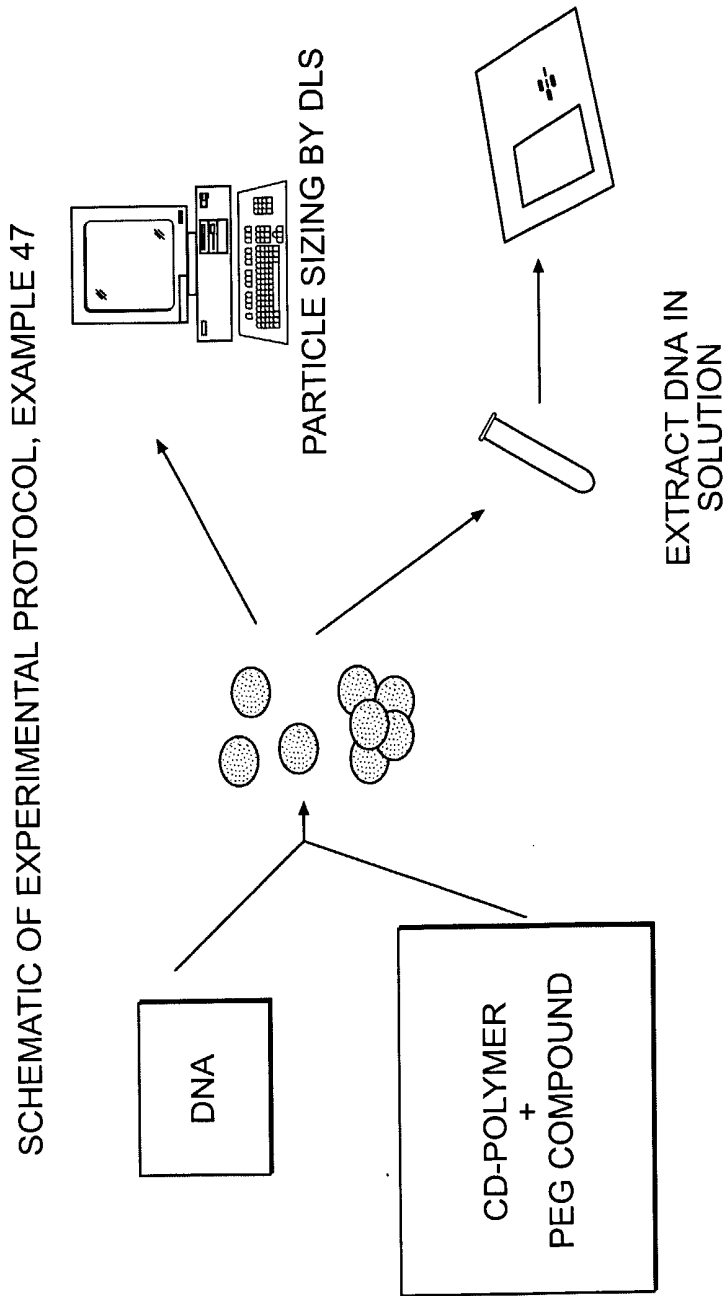 SCHEMATIC OF EXPERIMENTAL PROTOCOL, EXAMPLE 47
DNA
CD-POLYMER
+
PEG COMPOUND
PARTICLE SIZING BY DLS
EXTRACT DNA IN
SOLUTION